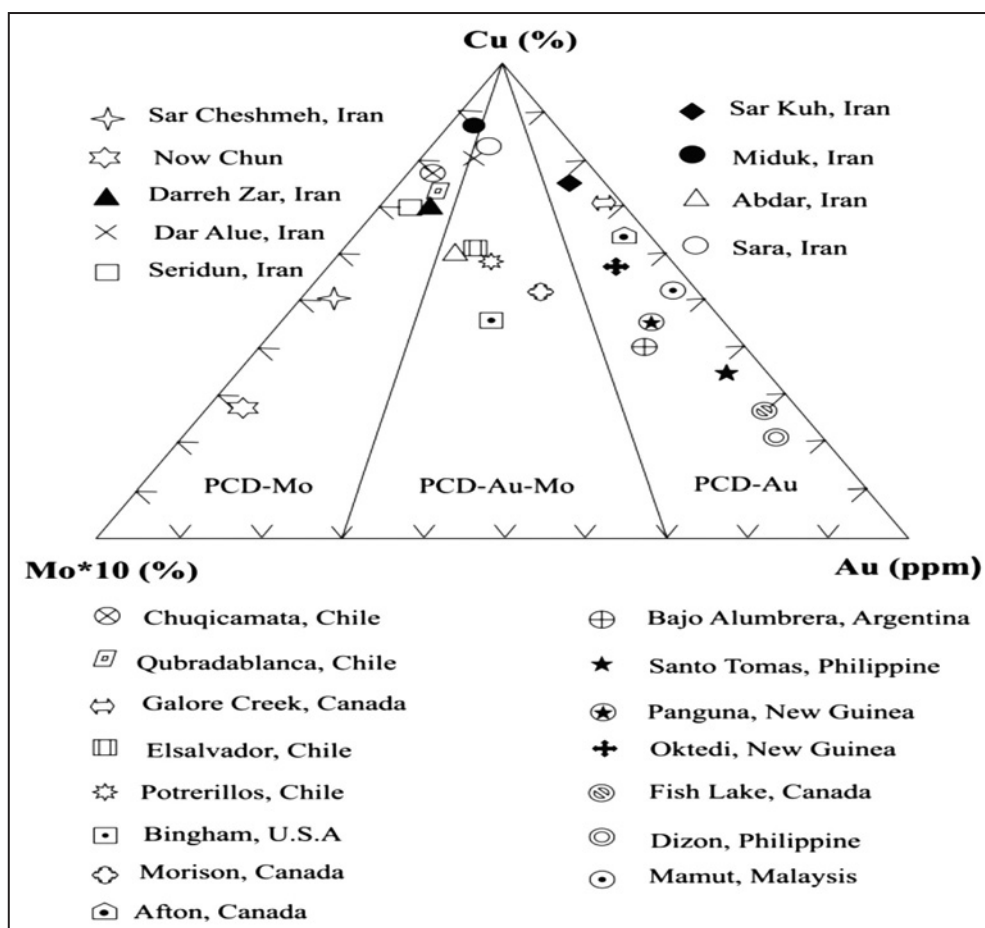 Cu (%)
Sar Cheshmeh, Iran
Now Chun
Darreh Zar, Iran
Dar Alue, Iran
Seridun, Iran
Sar Kuh, Iran
Miduk, Iran
Abdar, Iran
Sara, Iran
PCD-Mo
PCD-Au-Mo
PCD-Au
Mo*10 (%)
Au (ppm)
Chuqicamata, Chile
Qubradablanca, Chile
Galore Creek, Canada
Elsalvador, Chile
Potrerillos, Chile
Bingham, U.S.A
Morison, Canada
Afton, Canada
Bajo Alumbrera, Argentina
Santo Tomas, Philippine
Panguna, New Guinea
Oktedi, New Guinea
Fish Lake, Canada
Dizon, Philippine
Mamut, Malaysis